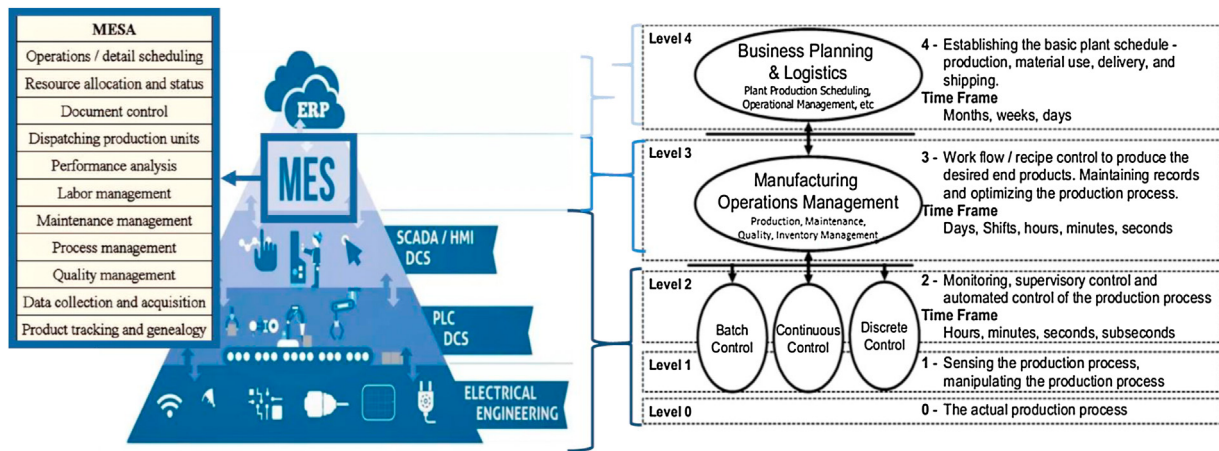 MESA
Operations / detail scheduling
Resource allocation and status
Document control
Dispatching production units
Performance analysis
Labor management
Maintenance management
Process management
Quality management
Data collection and acquisition
Product tracking and genealogy
ERP
MES
SCADA / HMI
DCS
PLC
DCS
ELECTRICAL
ENGINEERING
Level 4
Business Planning
& Logistics
Plant Production Scheduling,
Operational Management, etc
4 - Establishing the basic plant schedule -
production, material use, delivery, and
shipping.
Time Frame
Months, weeks, days
Level 3
Manufacturing
Operations Management
Production, Maintenance,
Quality, Inventory Management
3 - Work flow / recipe control to produce the
desired end products. Maintaining records
and optimizing the production process.
Time Frame
Days, Shifts, hours, minutes, seconds
Level 2
Batch
Control
Continuous
Control
Discrete
Control
2 - Monitoring, supervisory control and
automated control of the production process
Time Frame
Hours, minutes, seconds, subseconds
Level 1
1 - Sensing the production process,
manipulating the production process
Level 0
0 - The actual production process